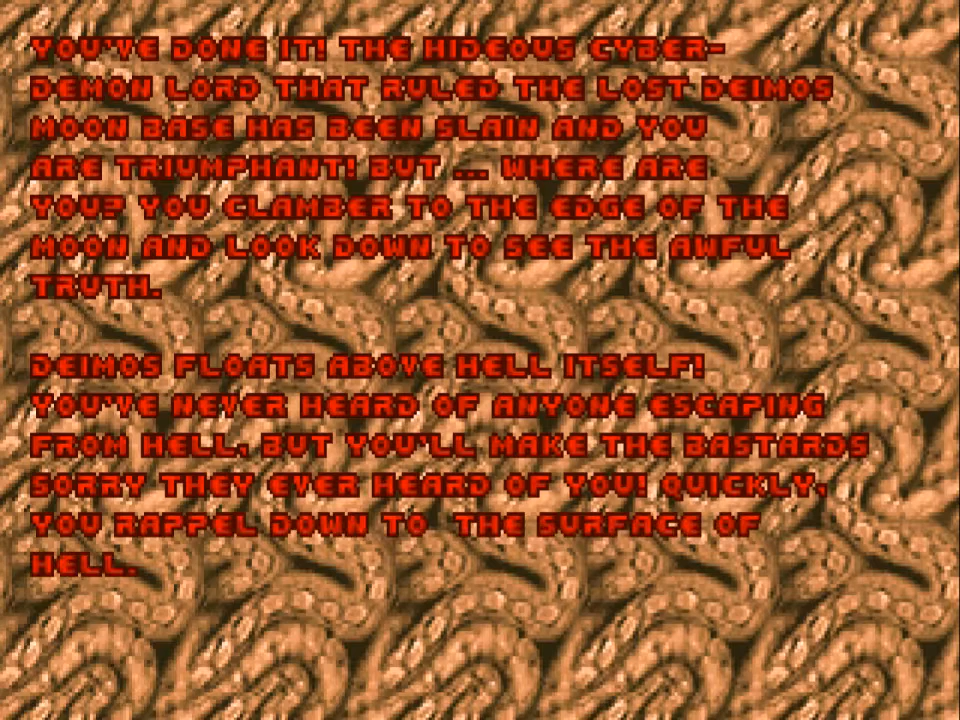 YOU'VE DONE IT! THE HIDEOUS CYBER-
DEMON LORD THAT RULED THE LOST DEIMOS
MOON BASE HAS BEEN SLAIN AND YOU
ARE TRIUMPHANT! BUT ... WHERE ARE
YOU? YOU CLAMBER TO THE EDGE OF THE
MOON AND LOOK DOWN TO SEE THE AWFUL
TRUTH.

DEIMOS FLOATS ABOVE HELL ITSELF!
YOU'VE NEVER HEARD OF ANYONE ESCAPING
FROM HELL, BUT YOU'LL MAKE THE BASTARDS
SORRY THEY EVER HEARD OF YOU! QUICKLY,
YOU RAPPEL DOWN TO  THE SURFACE OF
HELL.